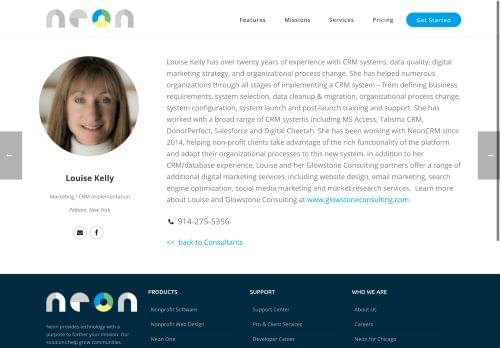 neon
Features Missions Services Pricing Get Started
Louise Kelly has over twenty years of experience with CRM systems, data quality, digital
marketing strategy, and organizational process change. She has helped numerous
organizations through all stages of implementing a CRM system – from defining business
requirements, system selection, data cleanup & migration, organizational process change,
system configuration, system launch and post-launch training and support. She has
worked with a broad range of CRM systems including MS Access, Talisma CRM,
DonorPerfect, Salesforce and Digital Cheetah. She has been working with NeonCRM since
2014, helping non-profit clients take advantage of the rich functionality of the platform
and adapt their organizational processes to this new system. In addition to her
CRM/database experience, Louise and her Glowstone Consulting partners offer a range of
additional digital marketing services, including website design, email marketing, search
engine optimization, social media marketing and market research services. Learn more
about Louise and Glowstone Consulting at www.glowstoneconsulting.com.
914-275-5356
<< back to Consultants
Louise Kelly
Marketing / CRM Implementation
Pelham, New York
neon
Neon provides technology with a
purpose to further your mission. Our
solutions help grow communities,
PRODUCTS
Nonprofit Software
Nonprofit Web Design
Neon One
SUPPORT
Support Center
Pro & Client Services
Developer Center
WHO WE ARE
About Us
Careers
Neon for Chicago